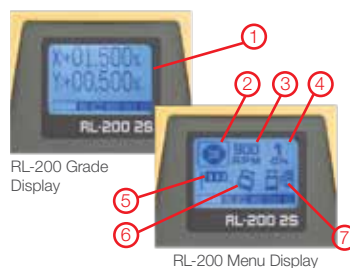 X+01.500%
Y+00.500%
RL-200 2S
1
RL-200 Grade
Display
2
3
4
900
RPM
5
6
7
RL-200 2S
RL-200 Menu Display